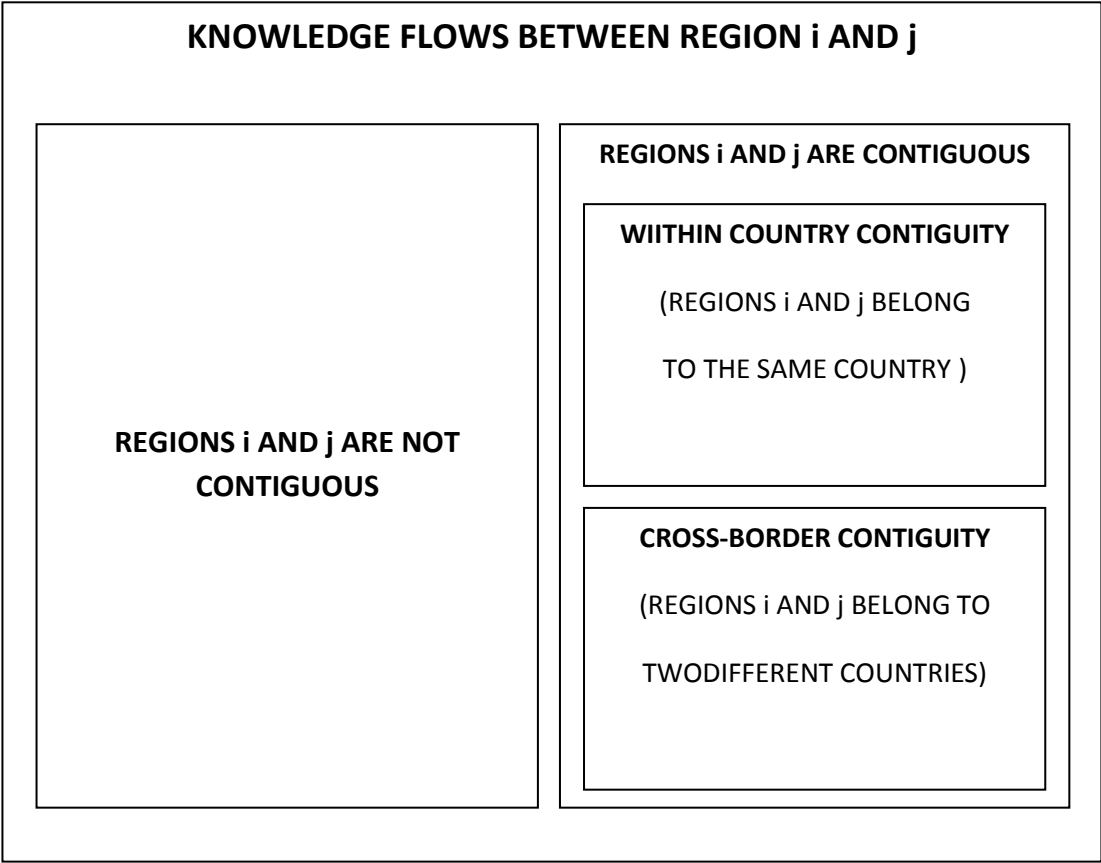 KNOWLEDGE FLOWS BETWEEN REGION i AND j
REGIONS i AND j ARE NOT
CONTIGUOUS
REGIONS i AND j ARE CONTIGUOUS
WIITHIN COUNTRY CONTIGUITY
(REGIONS i AND j BELONG
TO THE SAME COUNTRY )
CROSS-BORDER CONTIGUITY
(REGIONS i AND j BELONG TO
TWODIFFERENT COUNTRIES)